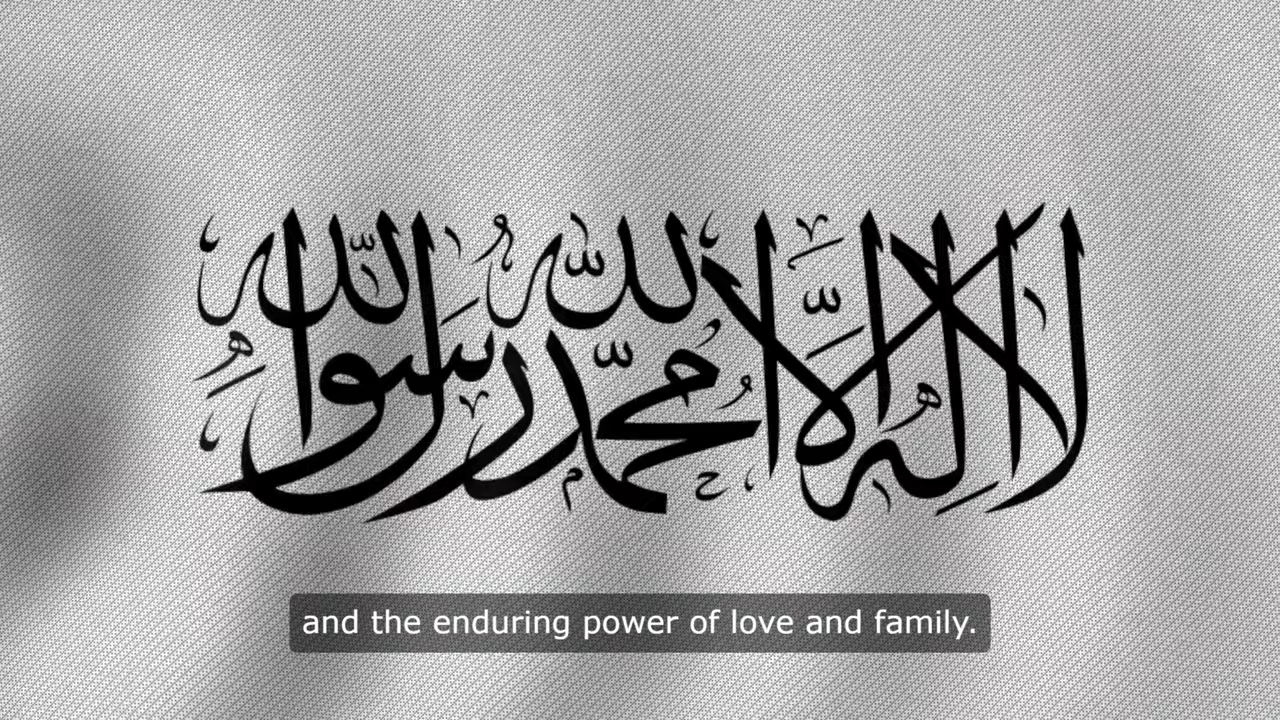 لا إله إلا الله محمد رسول الله
and the enduring power of love and family.